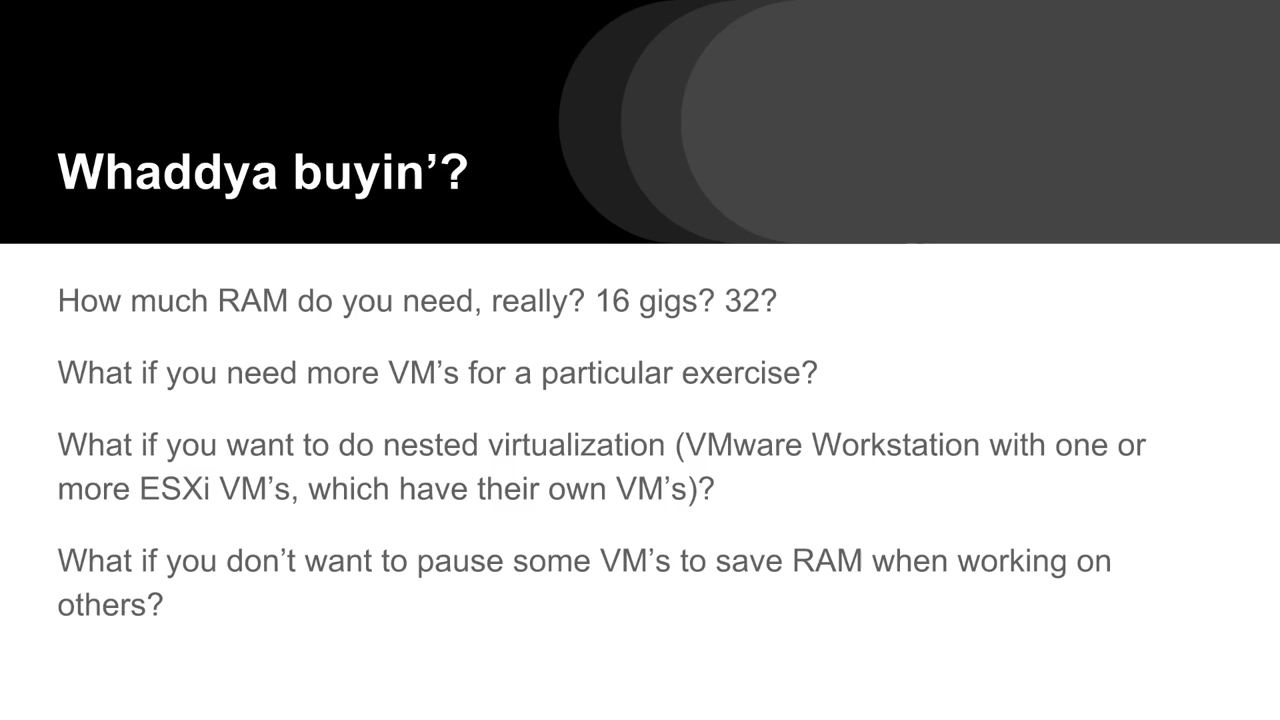 Whaddya buyin’?
How much RAM do you need, really? 16 gigs? 32?
What if you need more VM’s for a particular exercise?
What if you want to do nested virtualization (VMware Workstation with one or
more ESXi VM’s, which have their own VM’s)?
What if you don’t want to pause some VM’s to save RAM when working on
others?